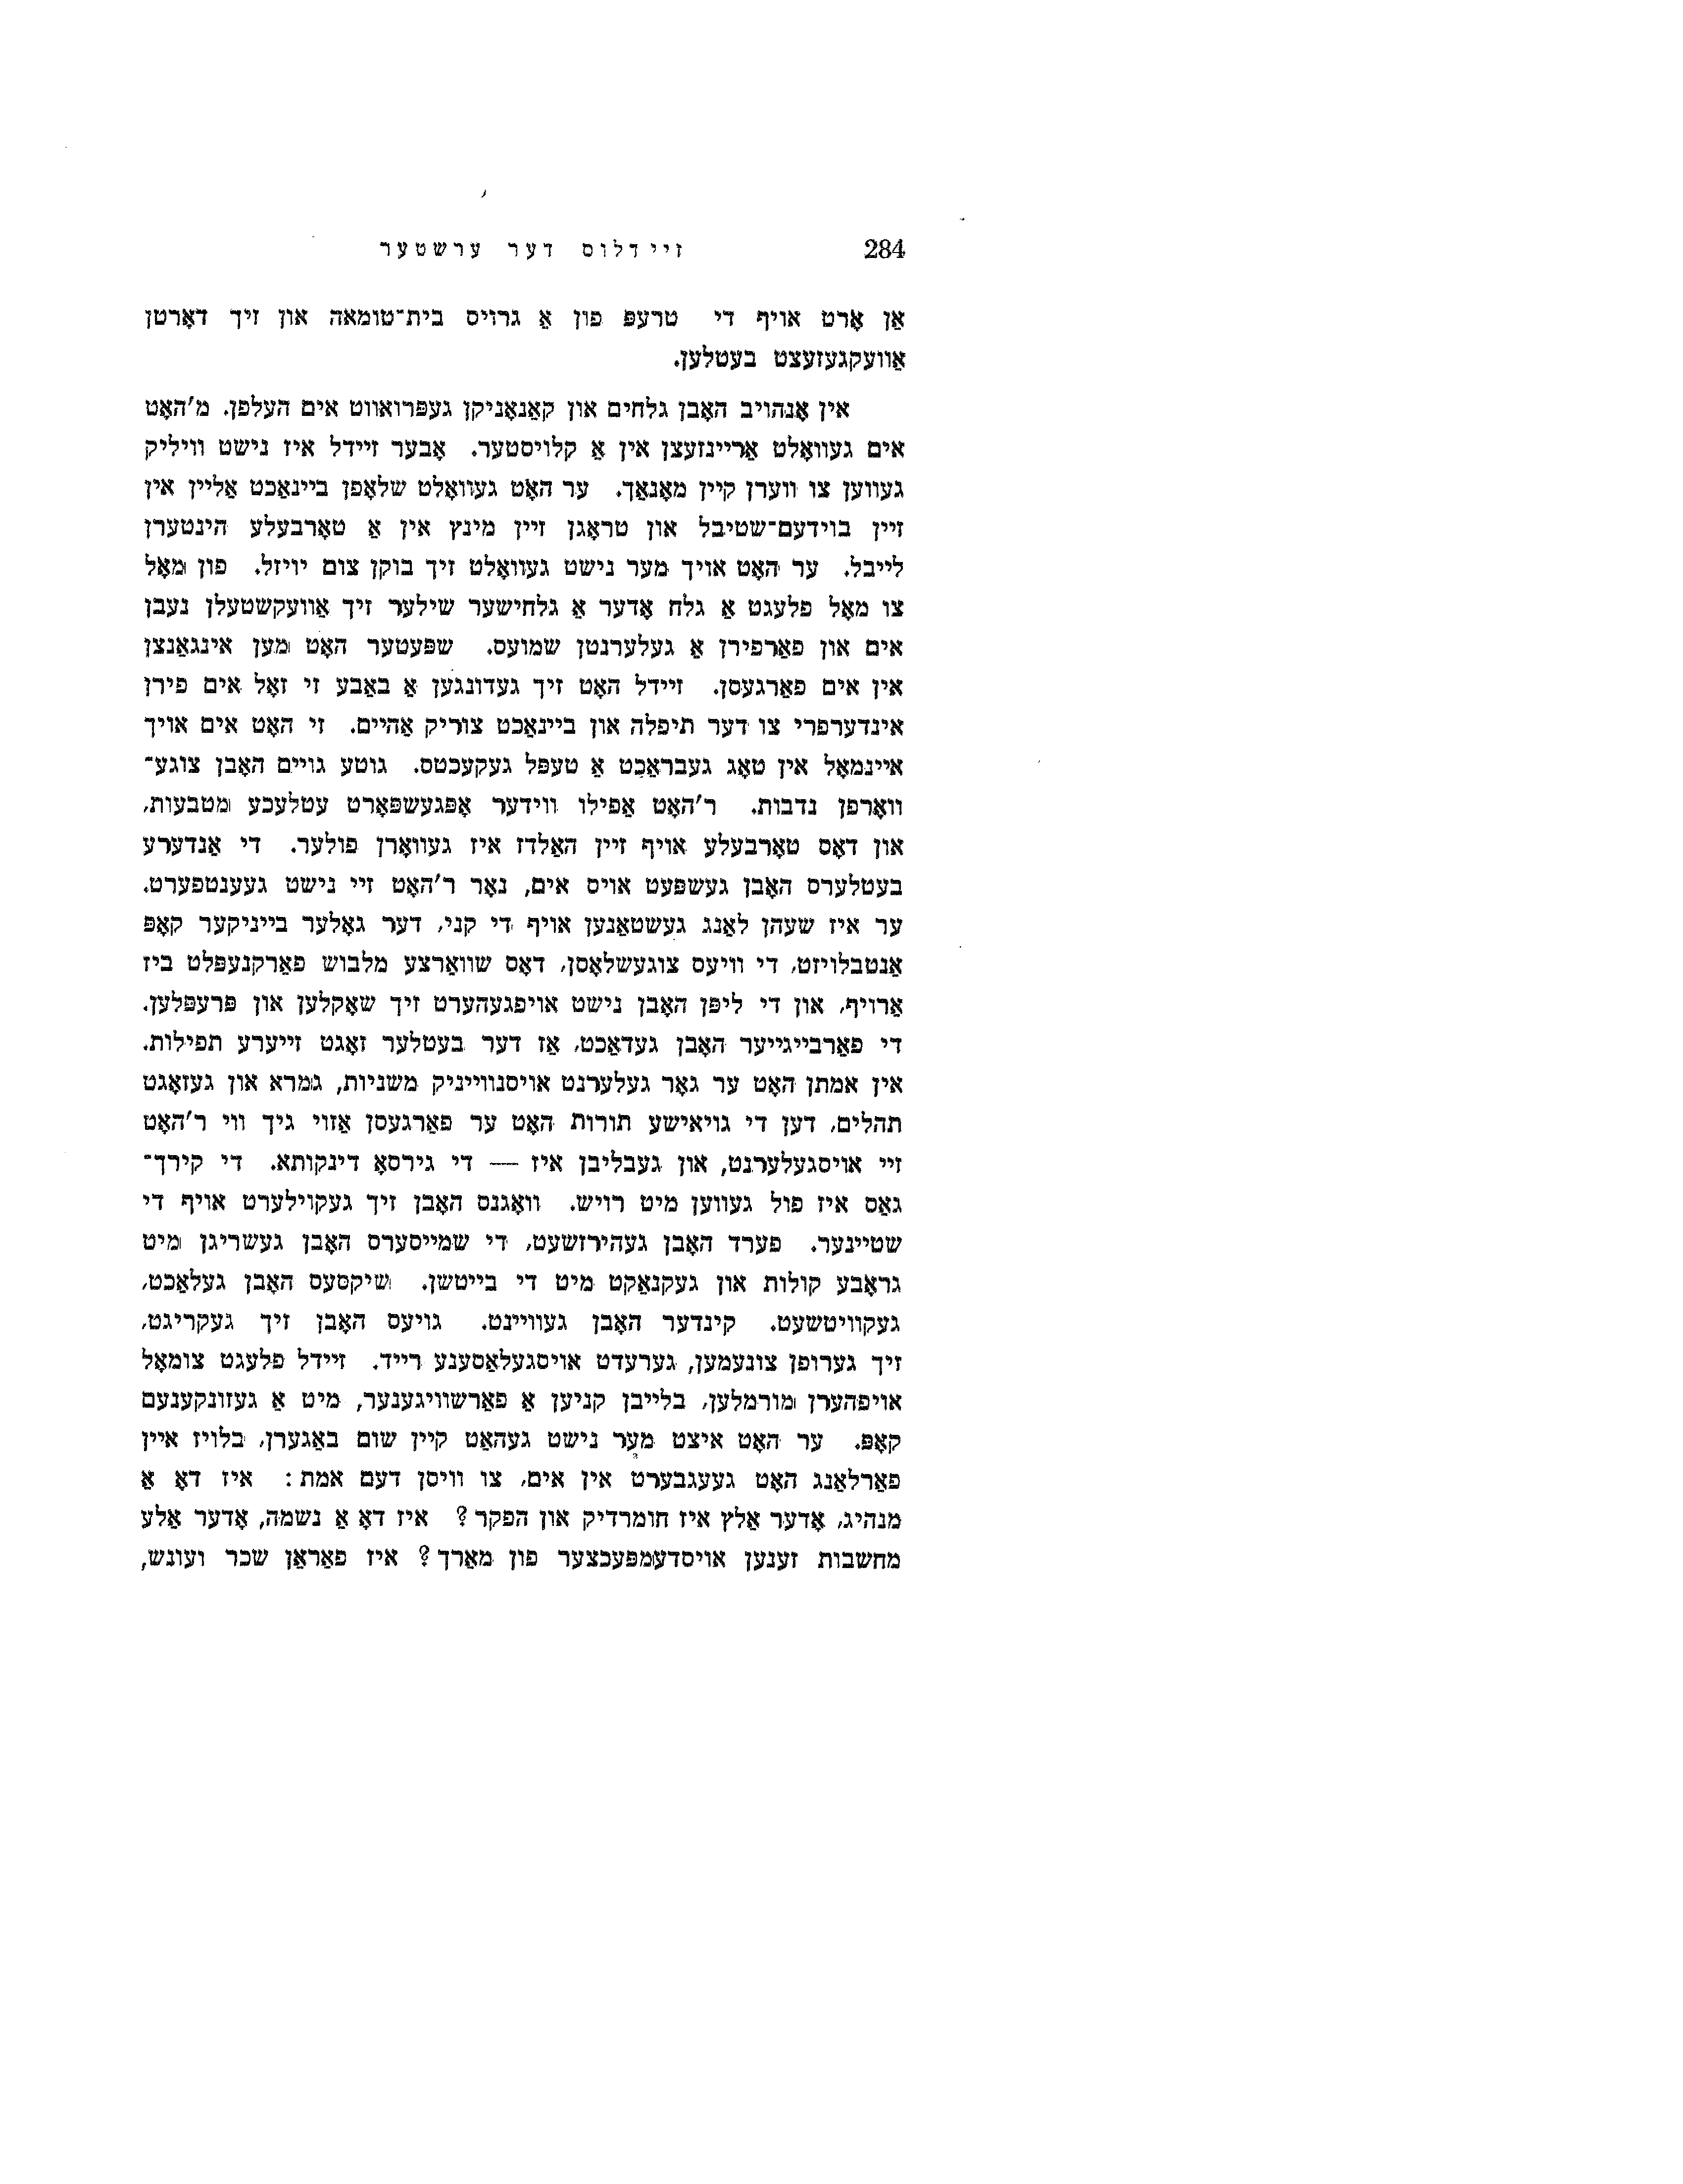 284 זיידלוס דער ערשטער
אַן אָרט אויף די טרעפּ פון אַ גרויס בית־טומאה און זיך דאָרטן
אַוועקגעזעצט בעטלען.
אין אָנהויב האָבן גלחים און קאַנאָניקן געפּרואווט אים העלפן. מ'האָט
אים געוואָלט אַריינזעצן אין אַ קלויסטער. אָבער זיידל איז נישט וויליק
געווען צו ווערן קיין מאָנאַך. ער האָט געוואָלט שלאָפן ביינאַכט אַליין אין
זיין בוידעם־שטיבל און טראָגן זיין מינץ אין אַ טאָרבעלע הינטערן
לייבל. ער האָט אויך מער נישט געוואָלט זיך בוקן צום יויזל. פון מאָל
צו מאָל פלעגט אַ גלח אָדער אַ גלחישער שילער זיך אַוועקשטעלן נעבן
אים און פאַרפירן אַ געלערנטן שמועס. שפּעטער האָט מען אינגאַנצן
אין אים פאַרגעסן. זיידל האָט זיך געדונגען אַ באַבע זי זאָל אים פירן
אינדערפרי צו דער תיפלה און ביינאַכט צוריק אַהיים. זי האָט אים אויך
איינמאָל אין טאָג געבראַכט אַ טעפּל געקעכטס. גוטע גויים האָבן צוגע־
וואָרפן נדבות. ר'האָט אַפילו ווידער אָפּגעשפּאָרט עטלעכע מטבעות,
און דאָס טאָרבעלע אויף זיין האַלדז איז געוואָרן פולער. די אַנדערע
בעטלערס האָבן געשפּעט אויס אים, נאָר ר'האָט זיי נישט געענטפערט.
ער איז שעהן לאַנג געשטאַנען אויף די קני, דער גאָלער בייניקער קאָפּ
אַנטבלויזט, די וויעס צוגעשלאָסן, דאָס שוואַרצע מלבוש פאַרקנעפּלט ביז
אַרויף, און די ליפּן האָבן נישט אויפגעהערט זיך שאָקלען און פּרעפּלען.
די פאַרבייגייער האָבן געדאַכט, אַז דער בעטלער זאָגט זייערע תפילות.
אין אמתן האָט ער גאָר געלערנט אויסנווייניק משניות, גמרא און געזאָגט
תהלים, דען די גויאישע תורות האָט ער פאַרגעסן אַזוי גיך ווי ר'האָט
זיי אויסגעלערנט, און געבליבן איז — די גירסאָ דינקותא. די קירך־
גאַס איז פול געווען מיט רויש. וואָגנס האָבן זיך געקוילערט אויף די
שטיינער. פערד האָבן געהירזשעט, די שמייסערס האָבן געשריגן מיט
גראָבע קולות און געקנאַקט מיט די בייטשן. שיקסעס האָבן געלאַכט,
געקוויטשעט. קינדער האָבן געוויינט. גויעס האָבן זיך געקריגט,
זיך גערופן צונעמען, גערעדט אויסגעלאַסענע רייד. זיידל פלעגט צומאָל
אויפהערן מורמלען, בלייבן קניען אַ פאַרשוויגענער, מיט אַ געזונקענעם
קאָפּ. ער האָט איצט מער נישט געהאַט קיין שום באַגערן, בלויז איין
פאַרלאַנג האָט געעגבערט אין אים, צו וויסן דעם אמת: איז דאָ אַ
מנהיג, אָדער אַלץ איז חומרדיק און הפקר? איז דאָ אַ נשמה, אָדער אַלע
מחשבות זענען אויסדעמפּעכצער פון מאַרך? איז פאַראַן שכר ועונש,